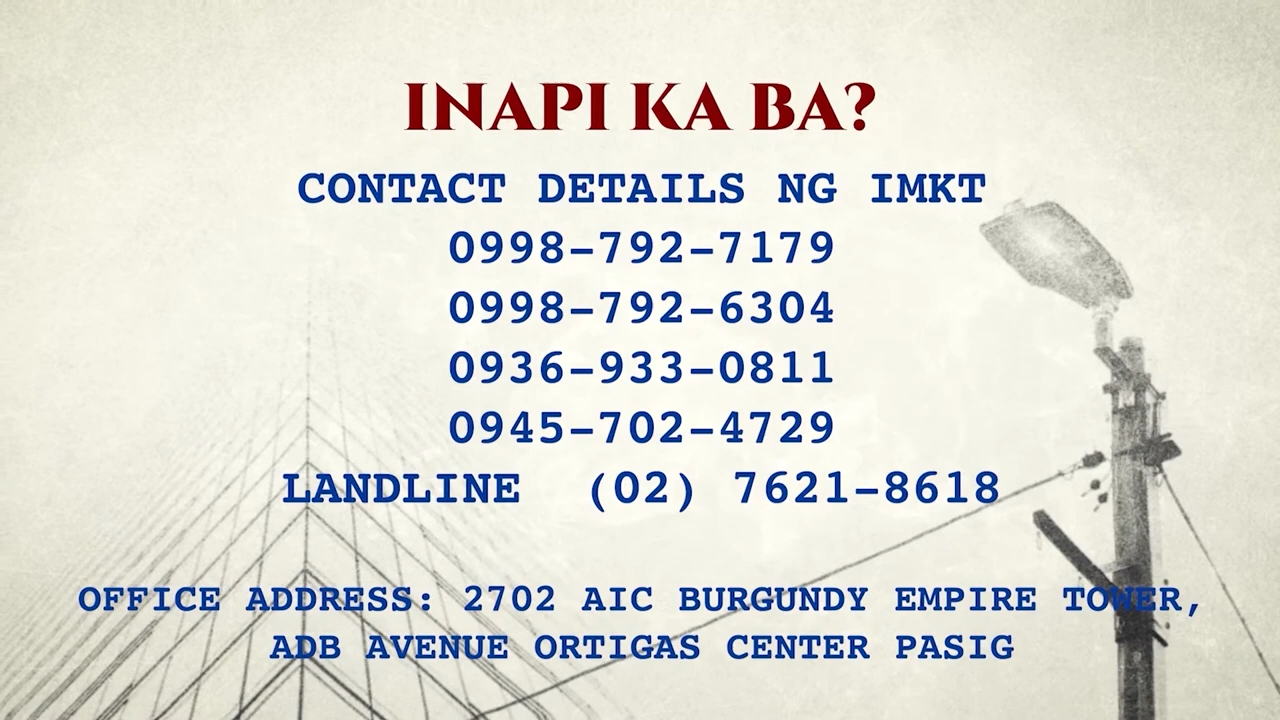 INAPI KA BA?
CONTACT DETAILS NG IMKT
0998-792-7179
0998-792-6304
0936-933-0811
0945-702-4729
LANDLINE (02) 7621-8618
OFFICE ADDRESS: 2702 AIC BURGUNDY EMPIRE TOWER,
ADB AVENUE ORTIGAS CENTER PASIG